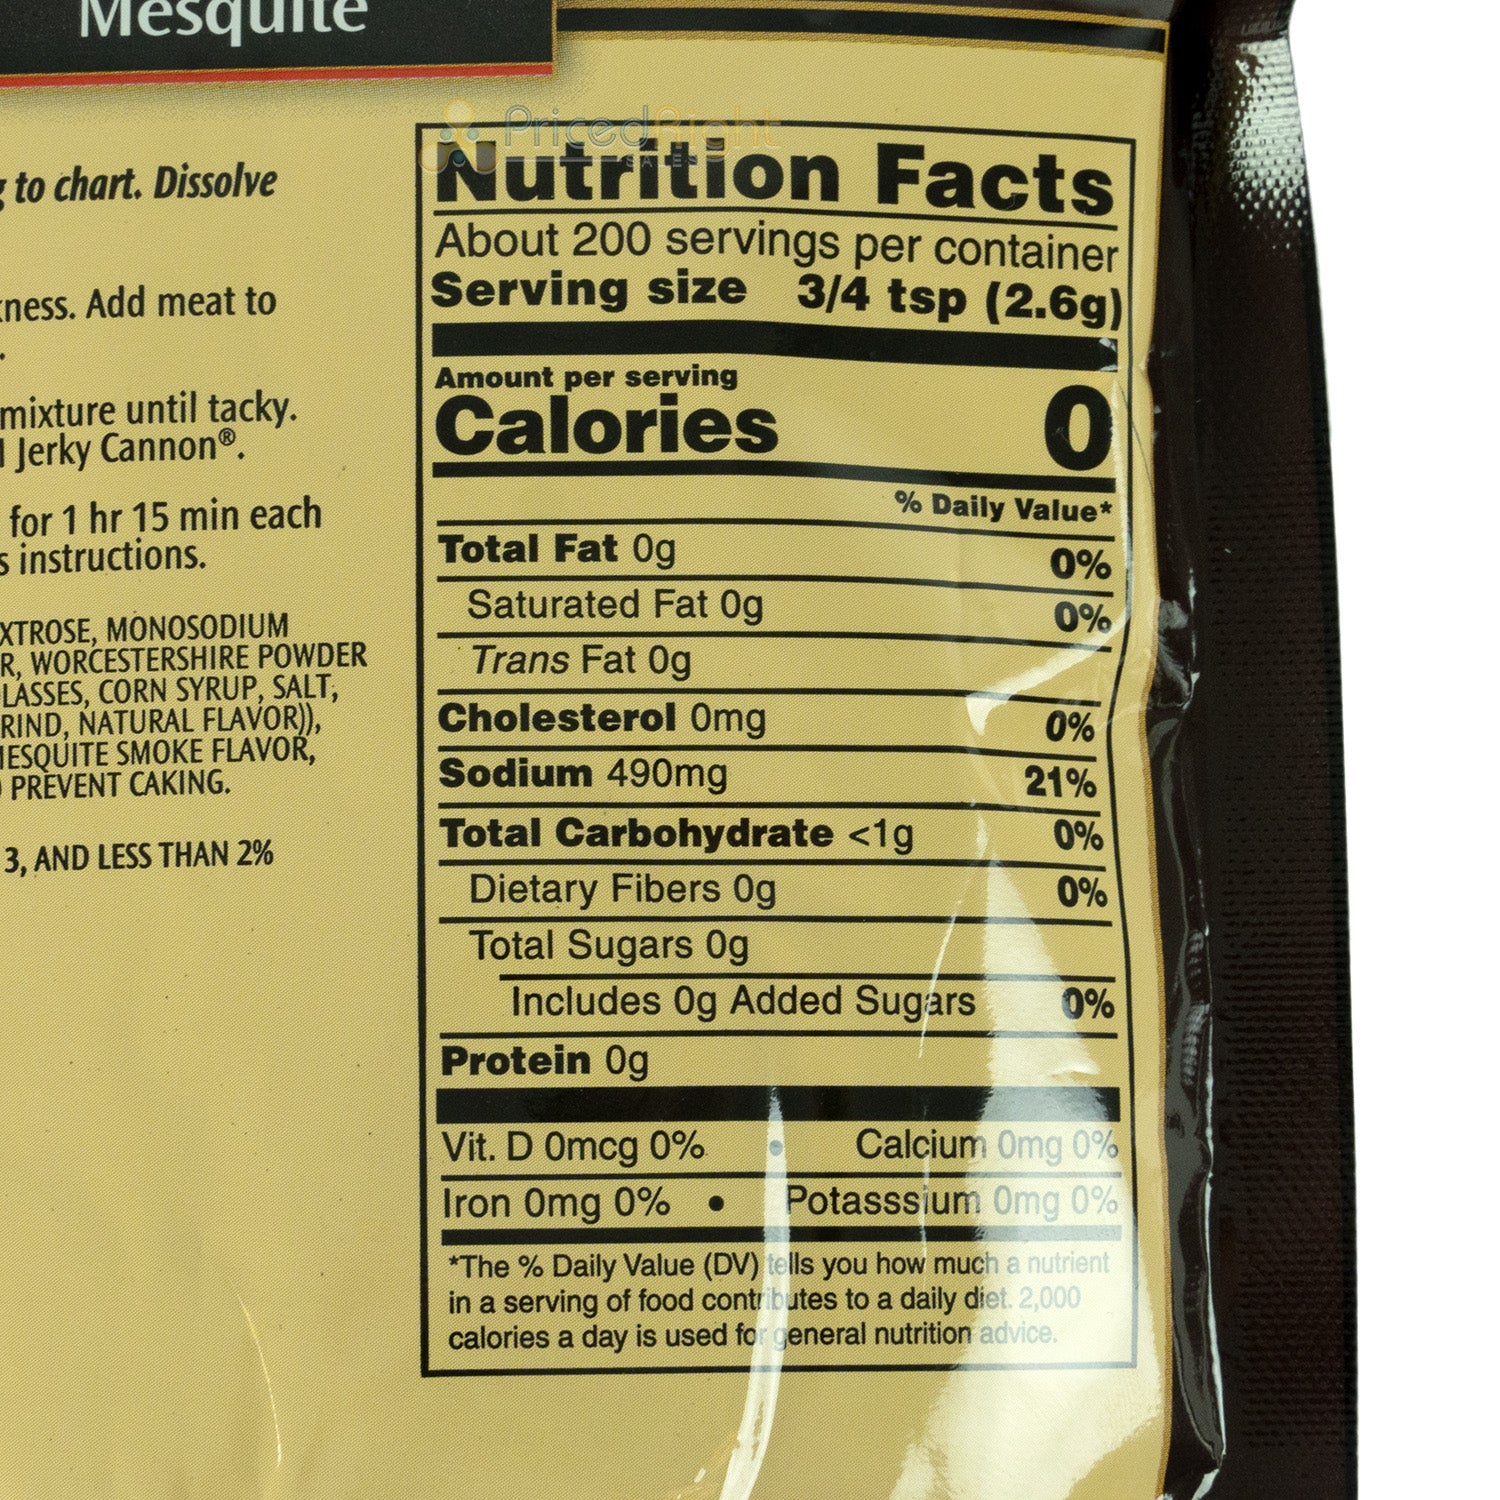 Mesquite
to chart. Dissolve
ness. Add meat to
mixture until tacky.
Jerky Cannon®.
for 1 hr 15 min each
s instructions.
XTROSE, MONOSODIUM
R, WORCESTERSHIRE POWDER
LASSES, CORN SYRUP, SALT,
RIND, NATURAL FLAVOR)),
ESQUITE SMOKE FLAVOR,
PREVENT CAKING.
3, AND LESS THAN 2%
PricedRight
SALES
Nutrition Facts
About 200 servings per container
Serving size 3/4 tsp (2.6g)
Amount per serving
Calories 0
% Daily Value*
Total Fat 0g 0%
Saturated Fat 0g 0%
Trans Fat 0g
Cholesterol 0mg 0%
Sodium 490mg 21%
Total Carbohydrate <1g 0%
Dietary Fibers 0g 0%
Total Sugars 0g
Includes 0g Added Sugars 0%
Protein 0g
Vit. D 0mcg 0% • Calcium 0mg 0%
Iron 0mg 0% • Potasssium 0mg 0%
*The % Daily Value (DV) tells you how much a nutrient
in a serving of food contributes to a daily diet. 2,000
calories a day is used for general nutrition advice.